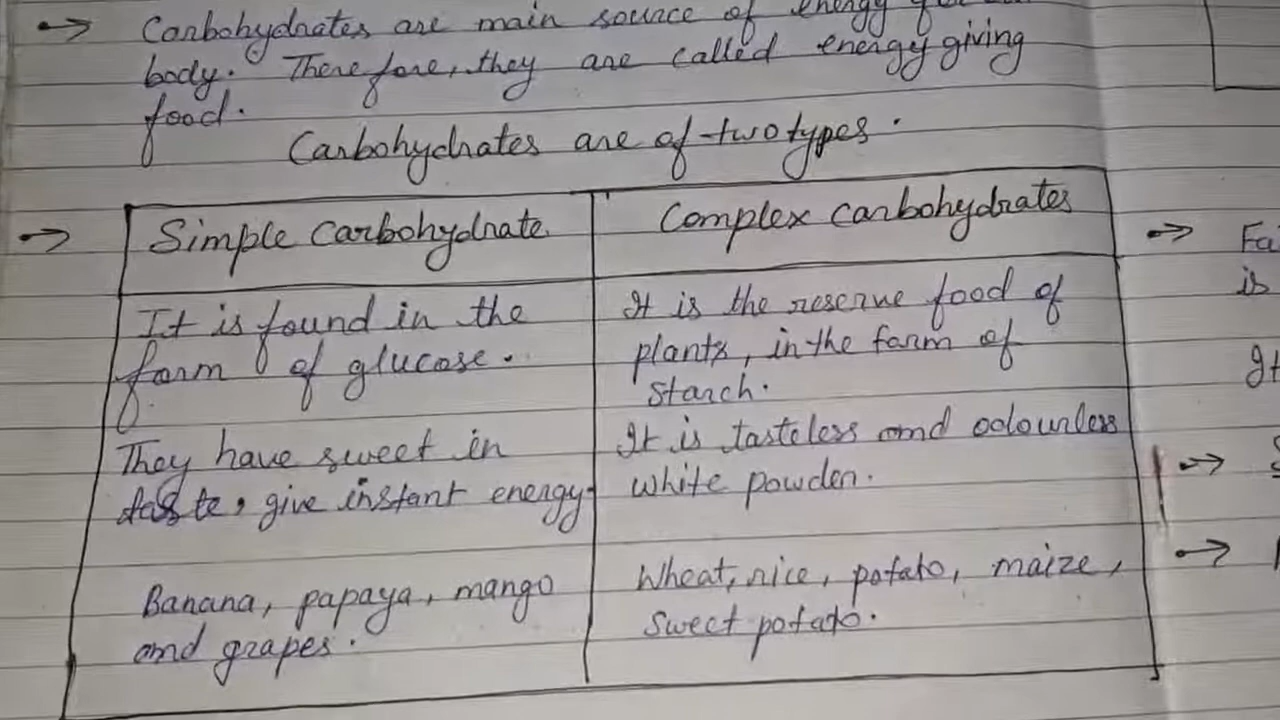 → Carbohydrates are main source of energy
body. Therefore, they are called energy giving
food.
Carbohydrates are of two types.
→ Simple Carbohydrate
It is found in the
form of glucose.
They have sweet in
taste, give instant energy
Banana, papaya, mango
and grapes.
Complex Carbohydrates
It is the reserve food of
plants, in the form of
starch.
It is tasteless and odourless
white powder.
Wheat, rice, potato, maize,
Sweet potato.
→
is
→
→